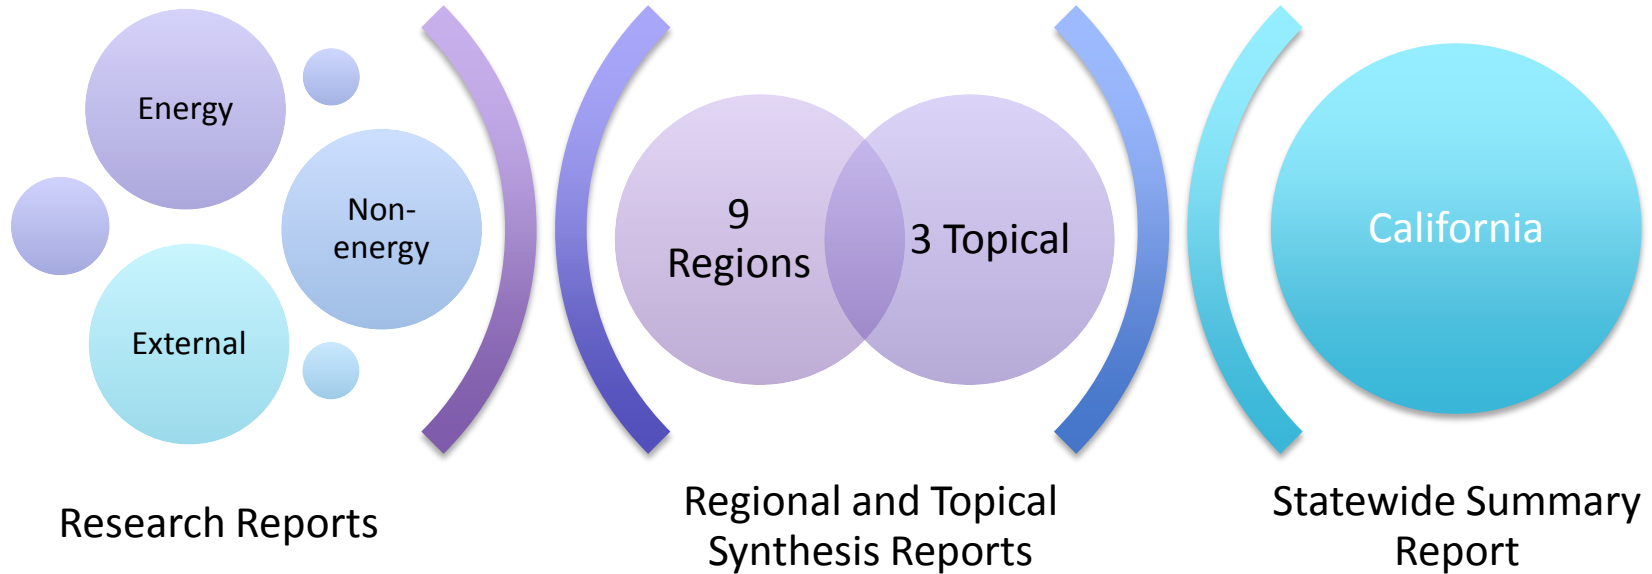 Energy
Non-
energy
External
Research Reports
9
Regions
3 Topical
Regional and Topical
Synthesis Reports
California
Statewide Summary
Report